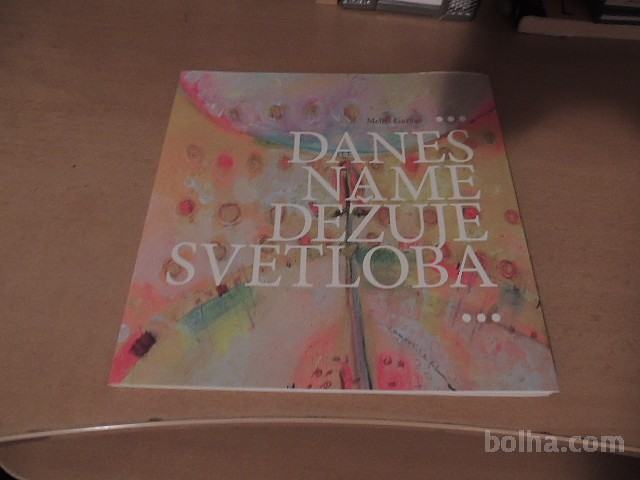 ...
DANES
NAME
DEŽUJE
SVETLOBA
...
bolha.com